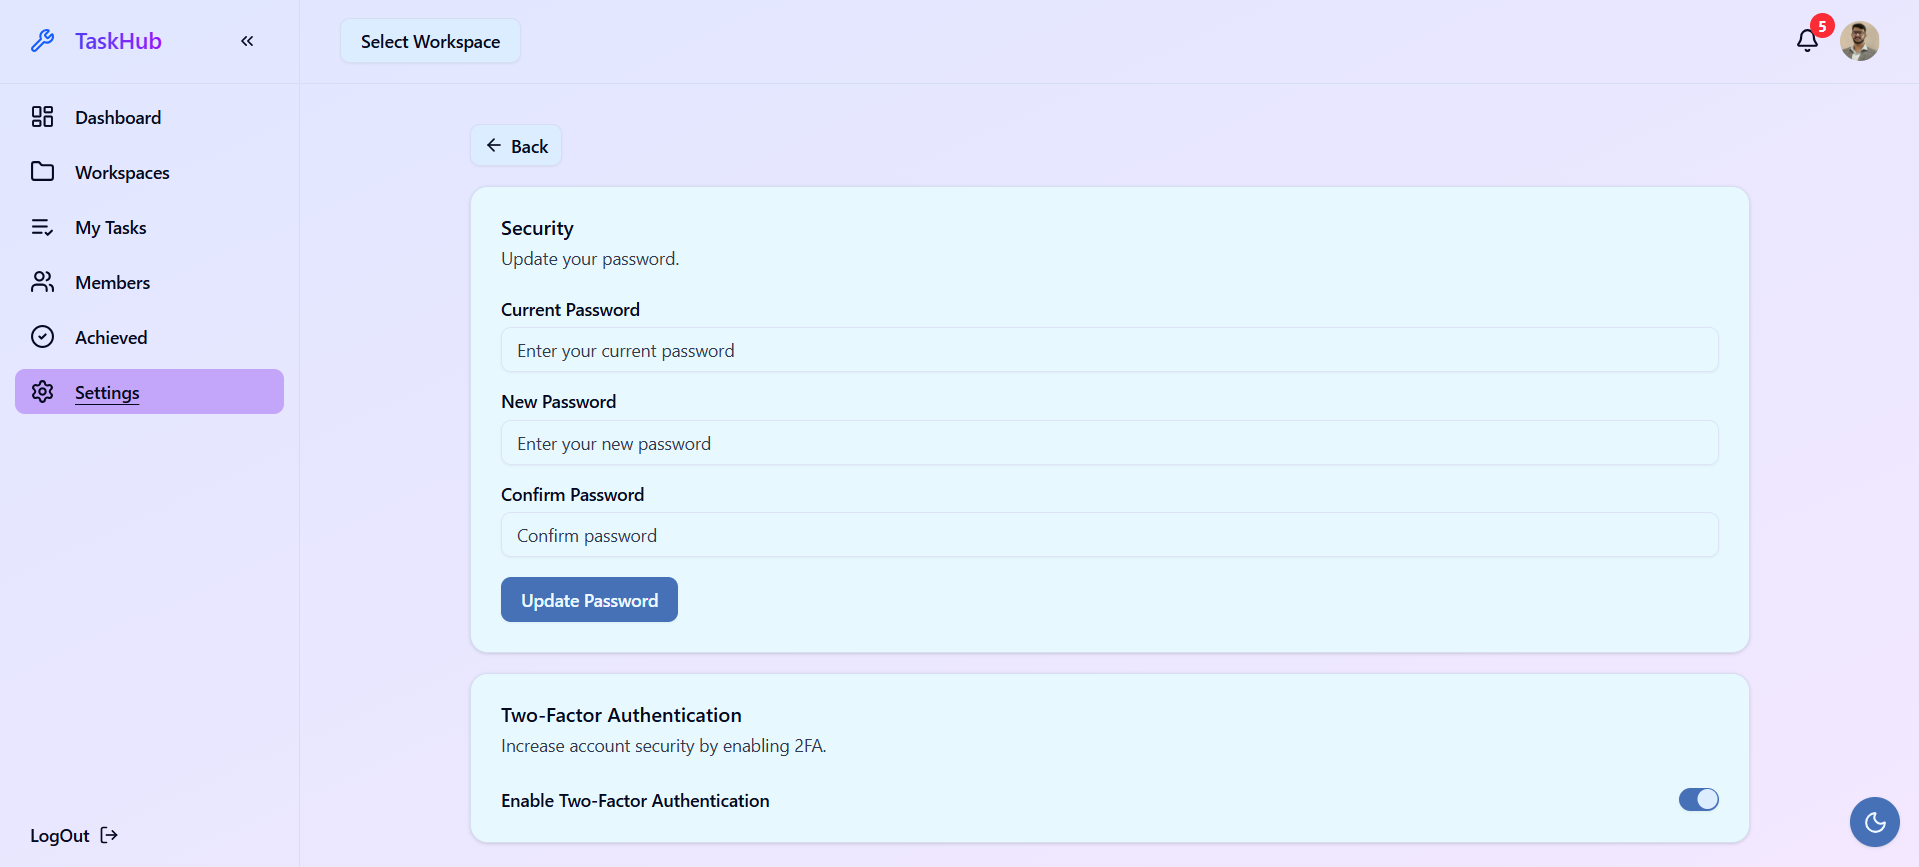 TaskHub
Select Workspace
5
Dashboard
Workspaces
My Tasks
Members
Achieved
Settings
LogOut
Back
Security
Update your password.
Current Password
Enter your current password
New Password
Enter your new password
Confirm Password
Confirm password
Update Password
Two-Factor Authentication
Increase account security by enabling 2FA.
Enable Two-Factor Authentication